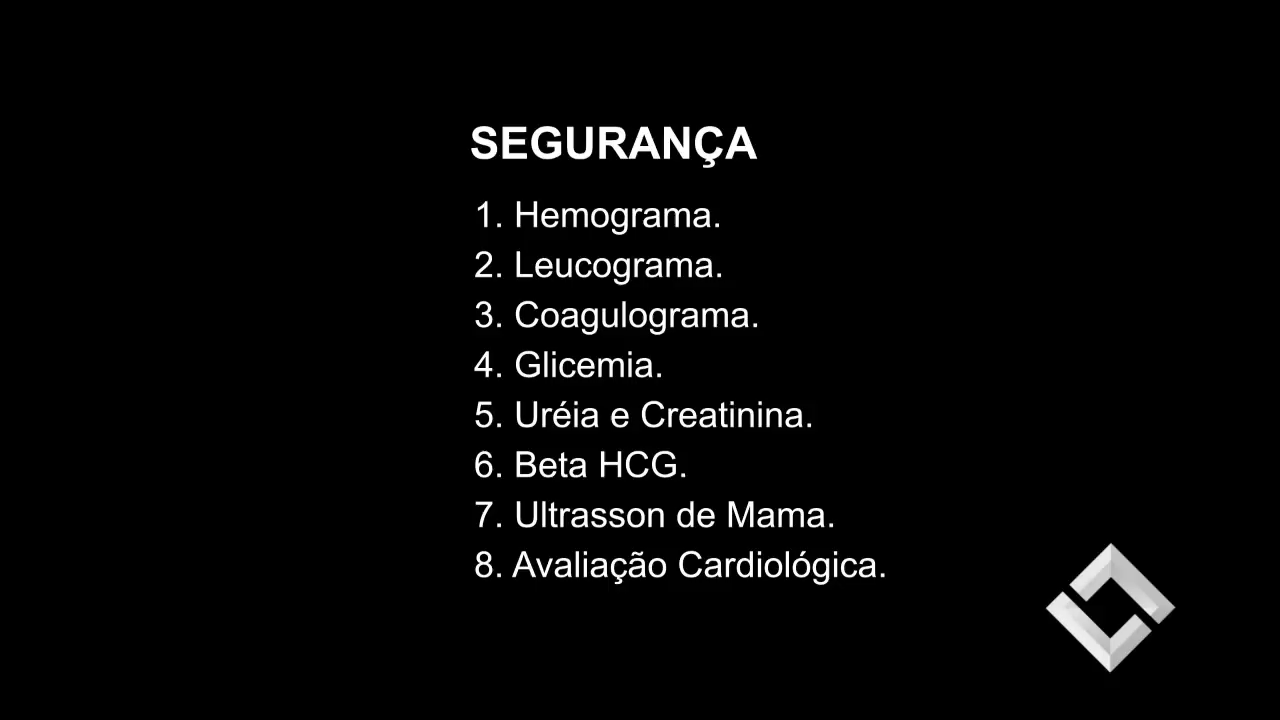 SEGURANÇA
1. Hemograma.
2. Leucograma.
3. Coagulograma.
4. Glicemia.
5. Uréia e Creatinina.
6. Beta HCG.
7. Ultrasson de Mama.
8. Avaliação Cardiológica.